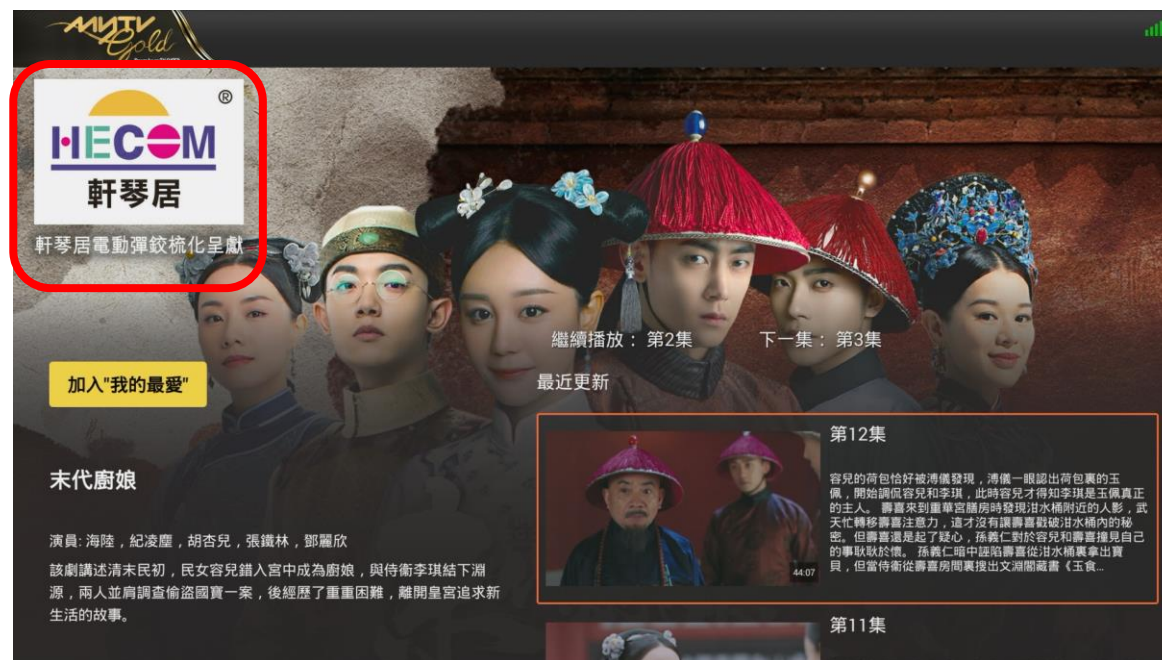 MYTV
Gold
®
HECOM
軒琴居
軒琴居電動彈鉸梳化呈獻
繼續播放： 第2集
下一集： 第3集
加入"我的最愛"
最近更新
末代廚娘
演員: 海陸，紀凌塵，胡杏兒，張鐵林，鄧麗欣
該劇講述清末民初，民女容兒錯入宮中成為廚娘，與侍衛李琪結下淵
源，兩人並肩調查偷盜國寶一案，後經歷了重重困難，離開皇宮追求新
生活的故事。
第12集
容兒的荷包恰好被溥儀發現，溥儀一眼認出荷包裏的玉
佩，開始調侃容兒和李琪，此時容兒才得知李琪是玉佩真正
的主人。 壽喜來到重華宮膳房時發現泔水桶附近的人影，武
天忙轉移壽喜注意力，這才沒有讓壽喜戳破泔水桶內的秘
密。但壽喜還是起了疑心，孫義仁對於容兒和壽喜撞見自己
的事耿耿於懷。 孫義仁暗中誣陷壽喜從泔水桶裏拿出寶
貝，但當侍衛從壽喜房間裏搜出文淵閣藏書《玉食...
44:07
第11集